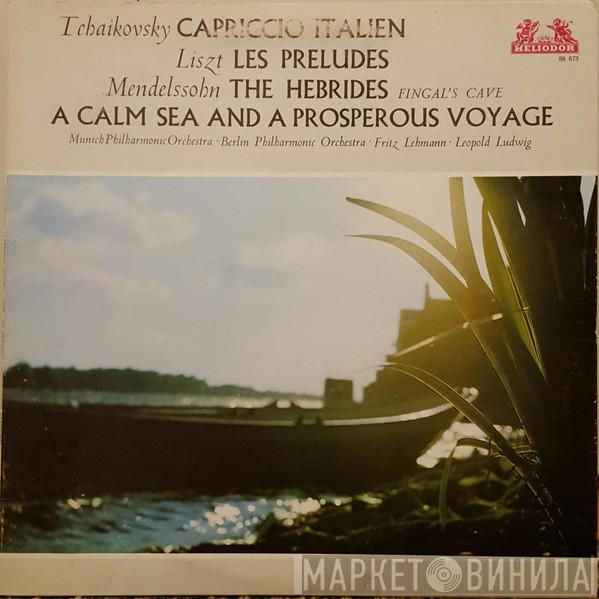 Tchaikovsky CAPRICCIO ITALIEN
Liszt LES PRELUDES
Mendelssohn THE HEBRIDES FINGAL'S CAVE
A CALM SEA AND A PROSPEROUS VOYAGE
Munich Philharmonic Orchestra · Berlin Philharmonic Orchestra · Fritz Lehmann · Leopold Ludwig
HELIODOR
89 673
МАРКЕТ ВИНИЛА